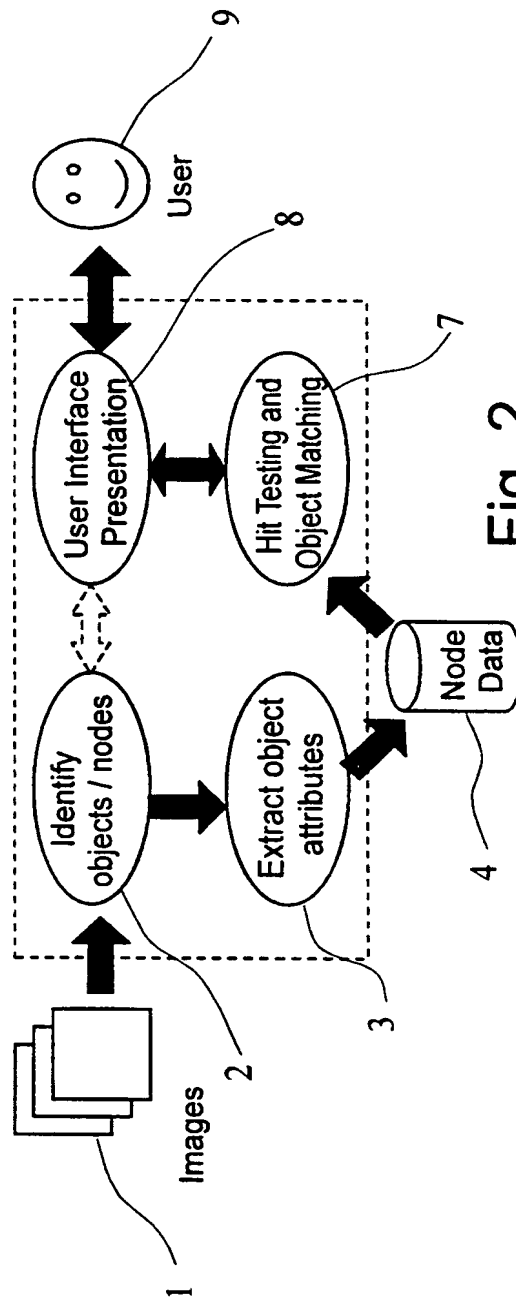 1
Images
2
Identify
objects / nodes
User Interface
Presentation
8
User
9
3
Extract object
attributes
Hit Testing and
Object Matching
7
4
Node
Data
Fig. 2